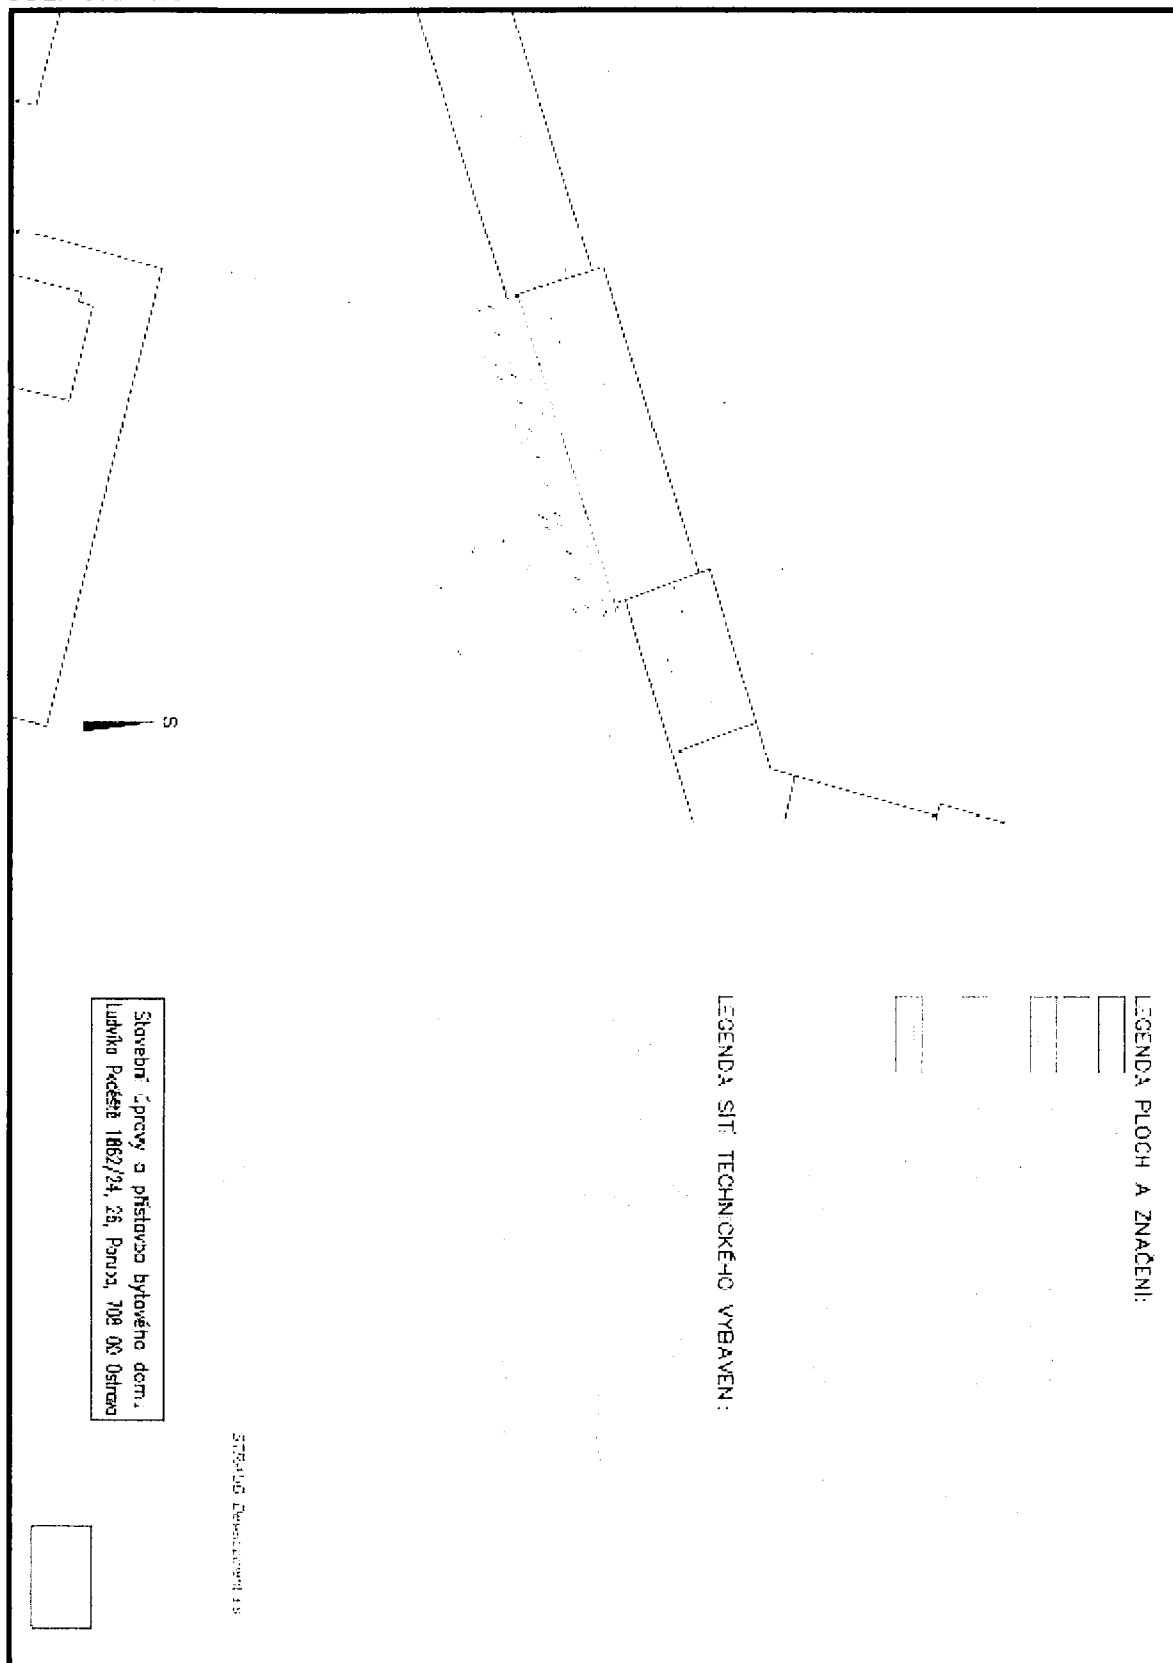 LEGENDA PLOCH A ZNAČENÍ:
LEGENDA SÍTÍ TECHNICKÉHO VYBAVENÍ:
S
Stavební úpravy a přístavba bytového domu
Ludvíka Podéště 1862/24, 26, Poruba, 708 00 Ostrava